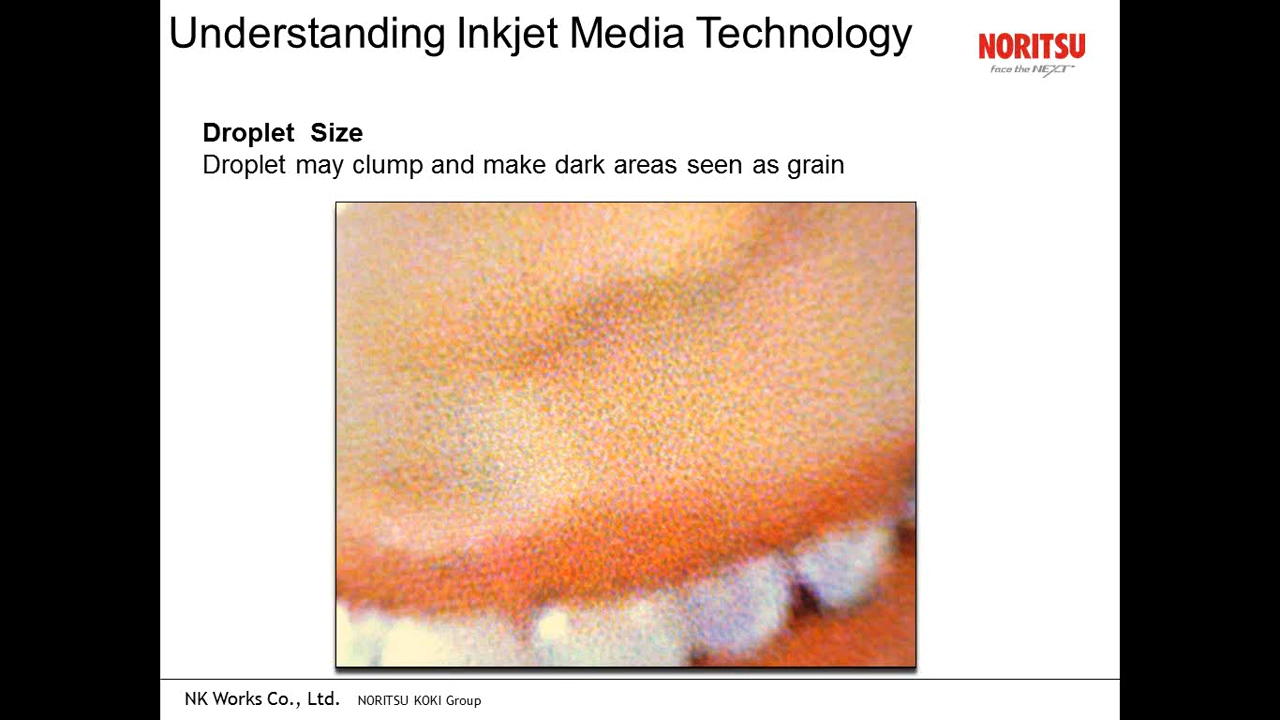 Understanding Inkjet Media Technology
NORITSU
face the NEXT
Droplet Size
Droplet may clump and make dark areas seen as grain
NK Works Co., Ltd. NORITSU KOKI Group